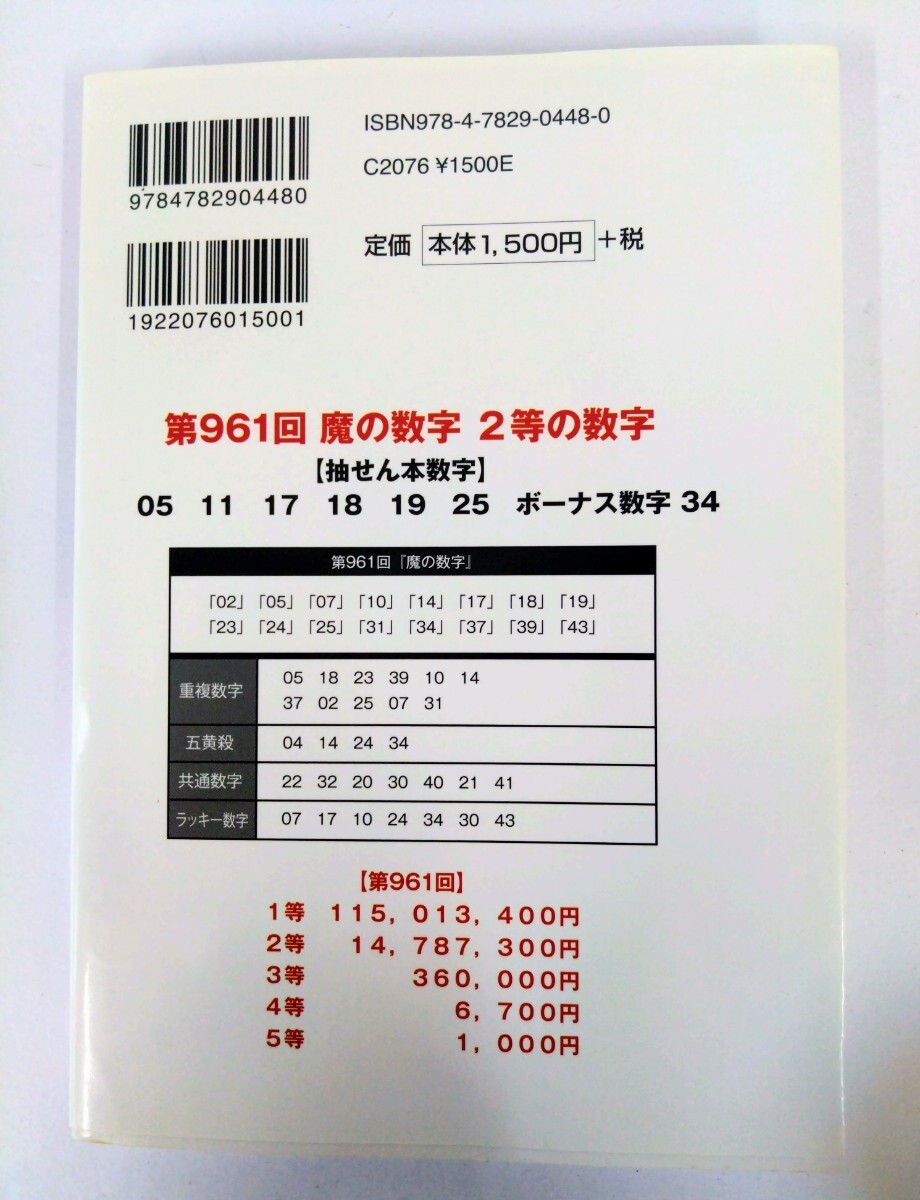 ISBN978-4-7829-0448-0
9784782904480
C2076 ¥1500E
定価 本体1,500円 +税
1922076015001
第961回 魔の数字 2等の数字
【抽せん本数字】
05 11 17 18 19 25 ボーナス数字 34
第961回『魔の数字』
「02」「05」「07」「10」「14」「17」「18」「19」
「23」「24」「25」「31」「34」「37」「39」「43」
重複数字 05 18 23 39 10 14
37 02 25 07 31
五黄殺 04 14 24 34
共通数字 22 32 20 30 40 21 41
ラッキー数字 07 17 10 24 34 30 43
【第961回】
1等 115,013,400円
2等 14,787,300円
3等 360,000円
4等 6,700円
5等 1,000円